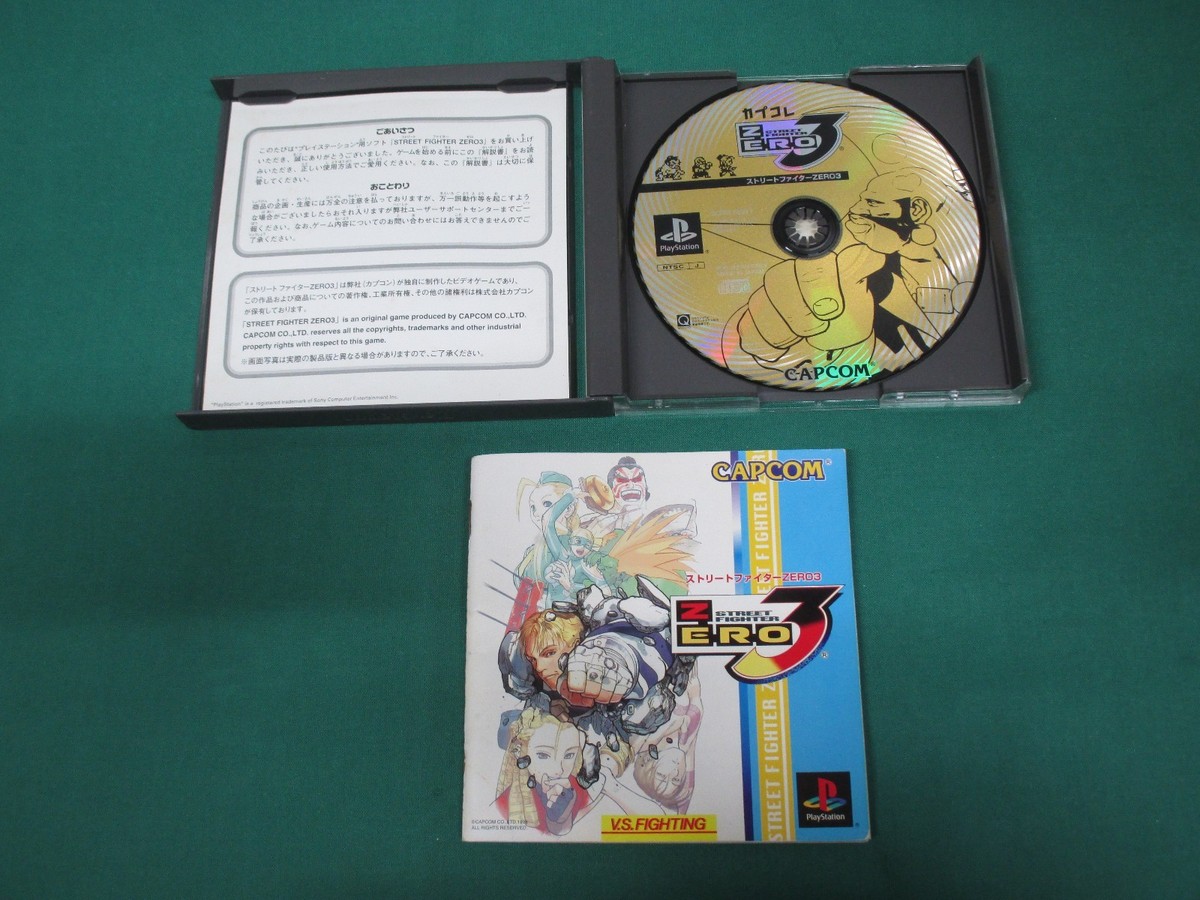 ごあいさつ
このたびは"プレイステーション"用ソフト「STREET FIGHTER ZERO3」をお買い上げ
いただき、誠にありがとうございました。ゲームを始める前にこの「解説書」をお読
みいただき、正しい使用方法でご愛用ください。なお、この「解説書」は大切に保
管してください。
おことわり
商品の企画・生産には万全の注意を払っておりますが、万一誤動作等を起こすよう
な場合がございましたらおそれ入りますが弊社ユーザーサポートセンターまでご一
報ください。なお、ゲーム内容についてのお問い合わせにはお答えできませんのでご
了承ください。
「ストリート ファイターZERO3」は弊社(カプコン)が独自に制作したビデオゲームであり、
この作品および商品についての著作権、工業所有権、その他の諸権利は株式会社カプコン
が保有しております。
「STREET FIGHTER ZERO3」 is an original game produced by CAPCOM CO.,LTD.
CAPCOM CO.,LTD. reserves all the copyrights, trademarks and other industrial
property rights with respect to this game.
※画面写真は実際の製品版と異なる場合がありますので、ご了承ください。
"PlayStation" is a registered trademark of Sony Computer Entertainment Inc.
カプコレ
STREET FIGHTER
ZERO3
ストリートファイターZERO3
PlayStation
NTSC J
CAPCOM
CAPCOM
ストリートファイターZERO3
STREET FIGHTER
ZERO3
STREET FIGHTER Z
PlayStation
V.S.FIGHTING
©CAPCOM CO.,LTD 1998
ALL RIGHTS RESERVED.